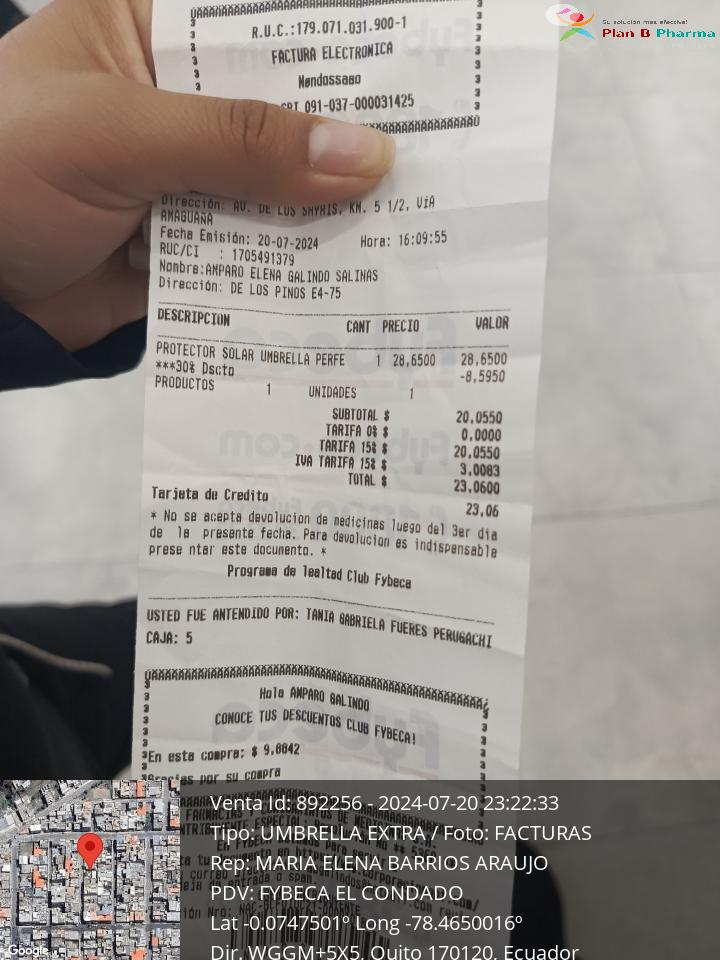 Su solución más efectiva!
Plan B Pharma
R.U.C.:179.071.031.900-1
FACTURA ELECTRONICA
091-037-000031425
Dirección: AV. DE LOS SHYRIS, KM. 5 1/2, VíA
AMAGUAÑA
Fecha Emisión: 20-07-2024 Hora: 16:09:55
RUC/CI : 1705491379
Nombre:AMPARO ELENA GALINDO SALINAS
Dirección: DE LOS PINOS E4-75
DESCRIPCION CANT PRECIO VALOR
PROTECTOR SOLAR UMBRELLA PERFE 1 28,6500 28,6500
***30% Dscto -8,5950
PRODUCTOS 1 UNIDADES 1
SUBTOTAL $ 20,0550
TARIFA 0% $ 0.0000
TARIFA 15% $ 20,0550
IVA TARIFA 15% $ 3,0083
TOTAL $ 23,0600
Tarjeta de Credito 23,06
* No se acepta devolucion de medicinas luego del 3er dia
de la presente fecha. Para devolucion es indispensable
prese ntar este documento. *
Programa de lealtad Club Fybeca
USTED FUE ANTENDIDO POR: TANIA GABRIELA FUERES PERUGACHI
CAJA: 5
Hola AMPARO GALINDO
CONOCE TUS DESCUENTOS CLUB FYBECA!
En esta compra: $ 9,8842
Gracias por su compra
Venta Id: 892256 - 2024-07-20 23:22:33
Tipo: UMBRELLA EXTRA / Foto: FACTURAS
Rep: MARIA ELENA BARRIOS ARAUJO
PDV: FYBECA EL CONDADO
Lat -0.0747501º Long -78.4650016º
Dir. WGGM+5X5, Quito 170120, Ecuador
Google